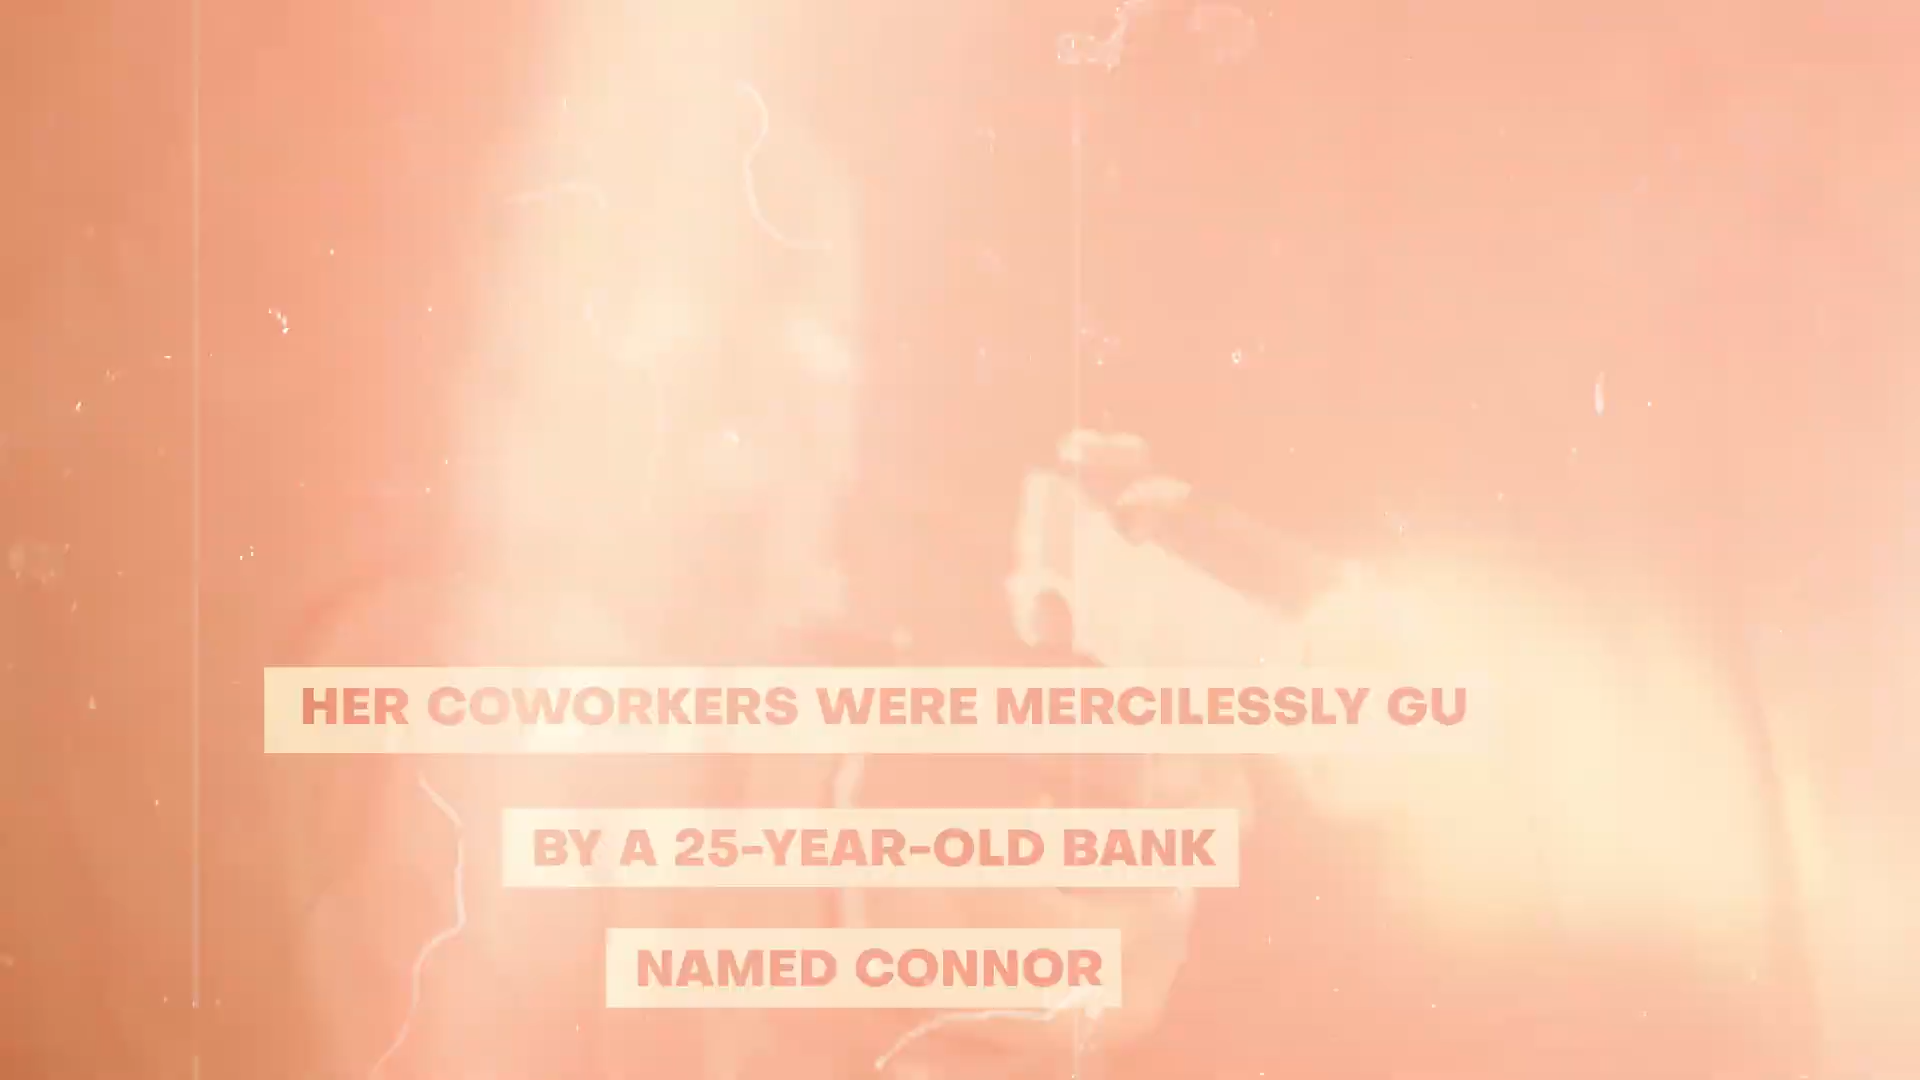 HER COWORKERS WERE MERCILESSLY GU
BY A 25-YEAR-OLD BANK
NAMED CONNOR